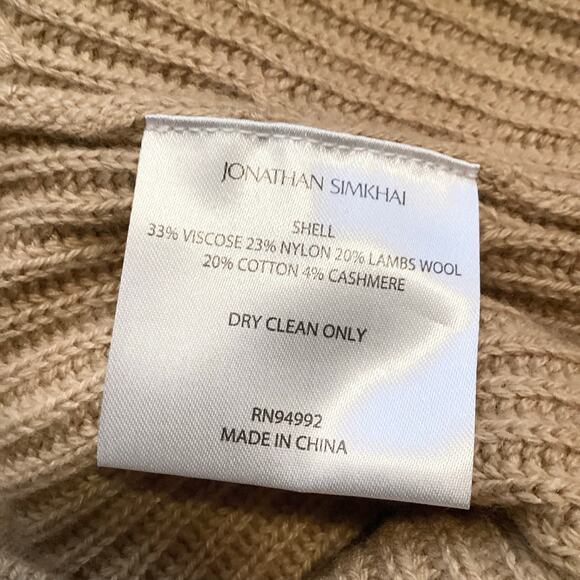 JONATHAN SIMKHAI
SHELL
33% VISCOSE 23% NYLON 20% LAMBS WOOL
20% COTTON 4% CASHMERE
DRY CLEAN ONLY
RN94992
MADE IN CHINA